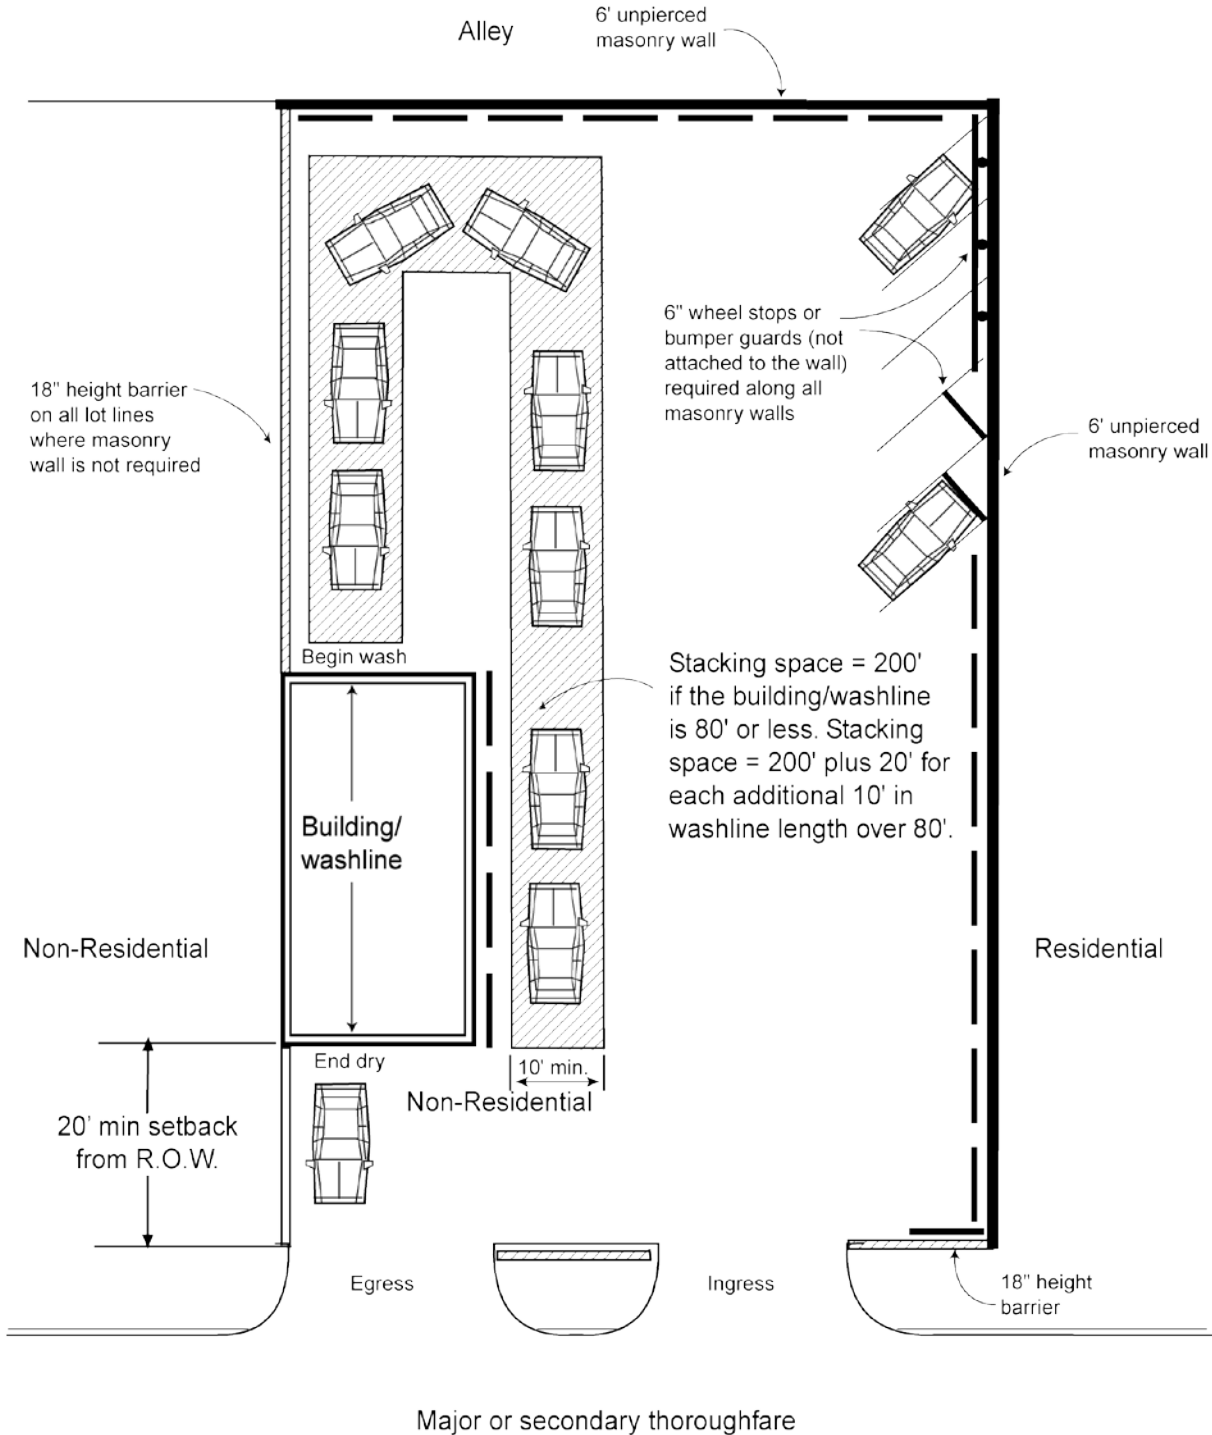 Alley
6' unpierced
masonry wall
6" wheel stops or
bumper guards (not
attached to the wall)
required along all
masonry walls
18" height barrier
on all lot lines
where masonry
wall is not required
6' unpierced
masonry wall
Begin wash
Stacking space = 200'
if the building/washline
is 80' or less. Stacking
space = 200' plus 20' for
each additional 10' in
washline length over 80'.
Building/
washline
Non-Residential
Residential
End dry
10' min.
Non-Residential
20' min setback
from R.O.W.
Egress
Ingress
18" height
barrier
Major or secondary thoroughfare